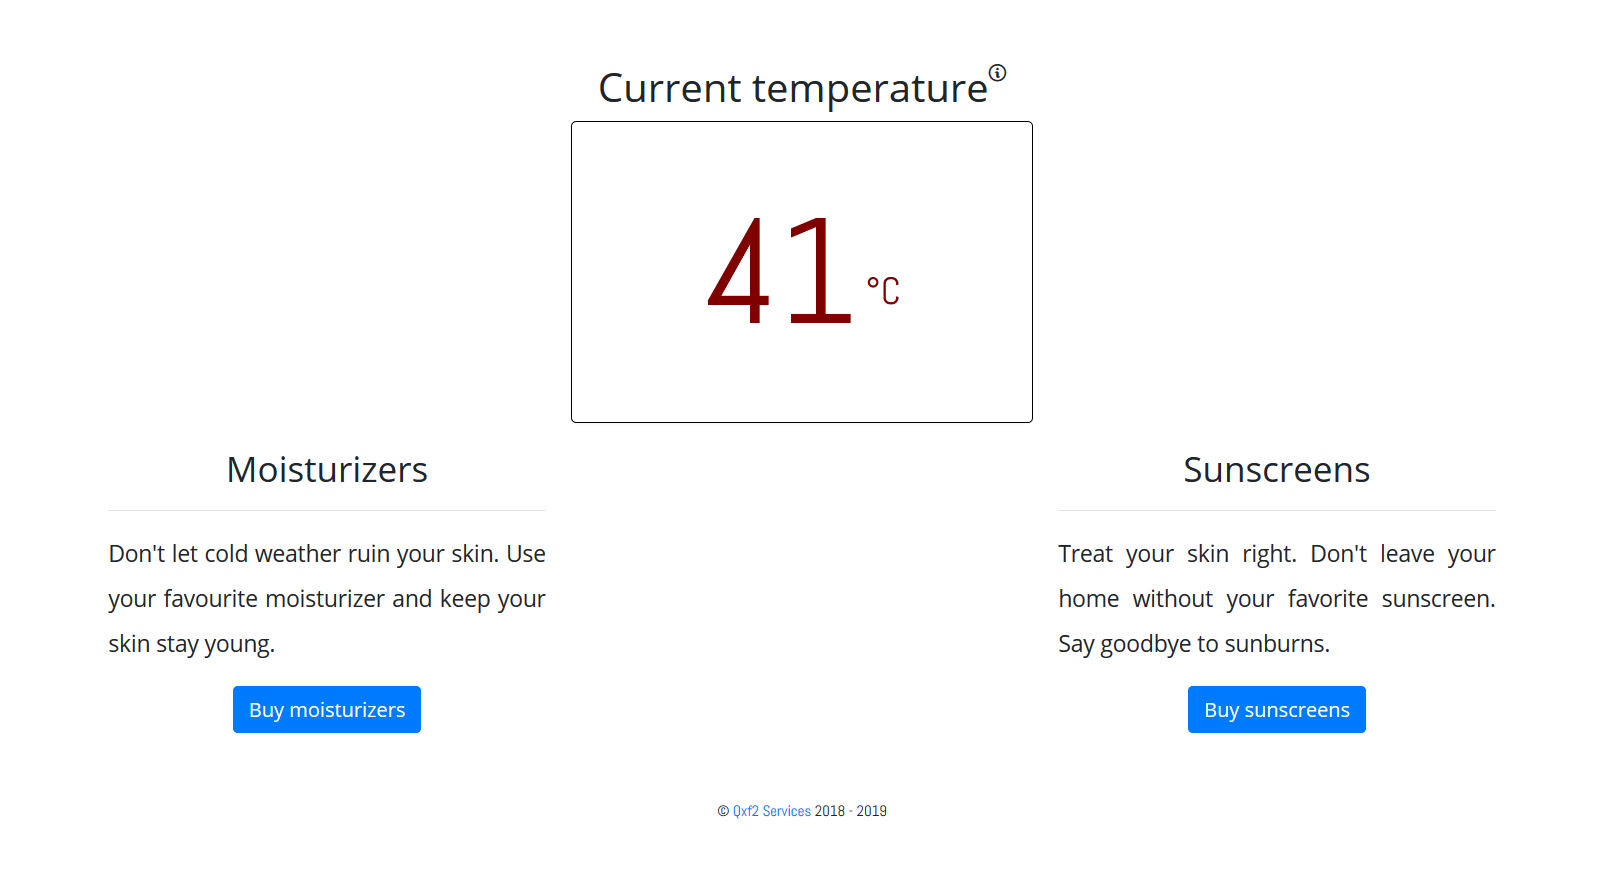 Current temperature
41 °C
Moisturizers
Don't let cold weather ruin your skin. Use
your favourite moisturizer and keep your
skin stay young.
Buy moisturizers
Sunscreens
Treat your skin right. Don't leave your
home without your favorite sunscreen.
Say goodbye to sunburns.
Buy sunscreens
© Qxf2 Services 2018 - 2019